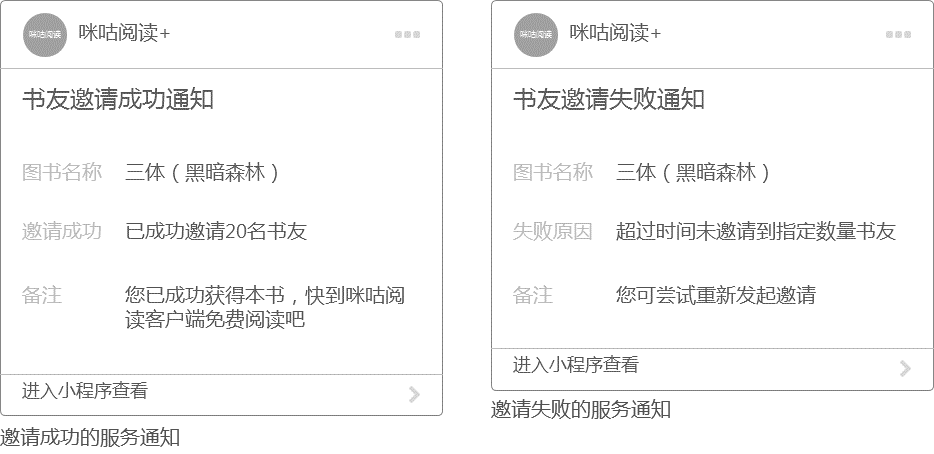 咪咕阅读
咪咕阅读+
书友邀请成功通知
图书名称 三体（黑暗森林）
邀请成功 已成功邀请20名书友
备注 您已成功获得本书，快到咪咕阅
读客户端免费阅读吧
进入小程序查看
邀请成功的服务通知
咪咕阅读
咪咕阅读+
书友邀请失败通知
图书名称 三体（黑暗森林）
失败原因 超过时间未邀请到指定数量书友
备注 您可尝试重新发起邀请
进入小程序查看
邀请失败的服务通知